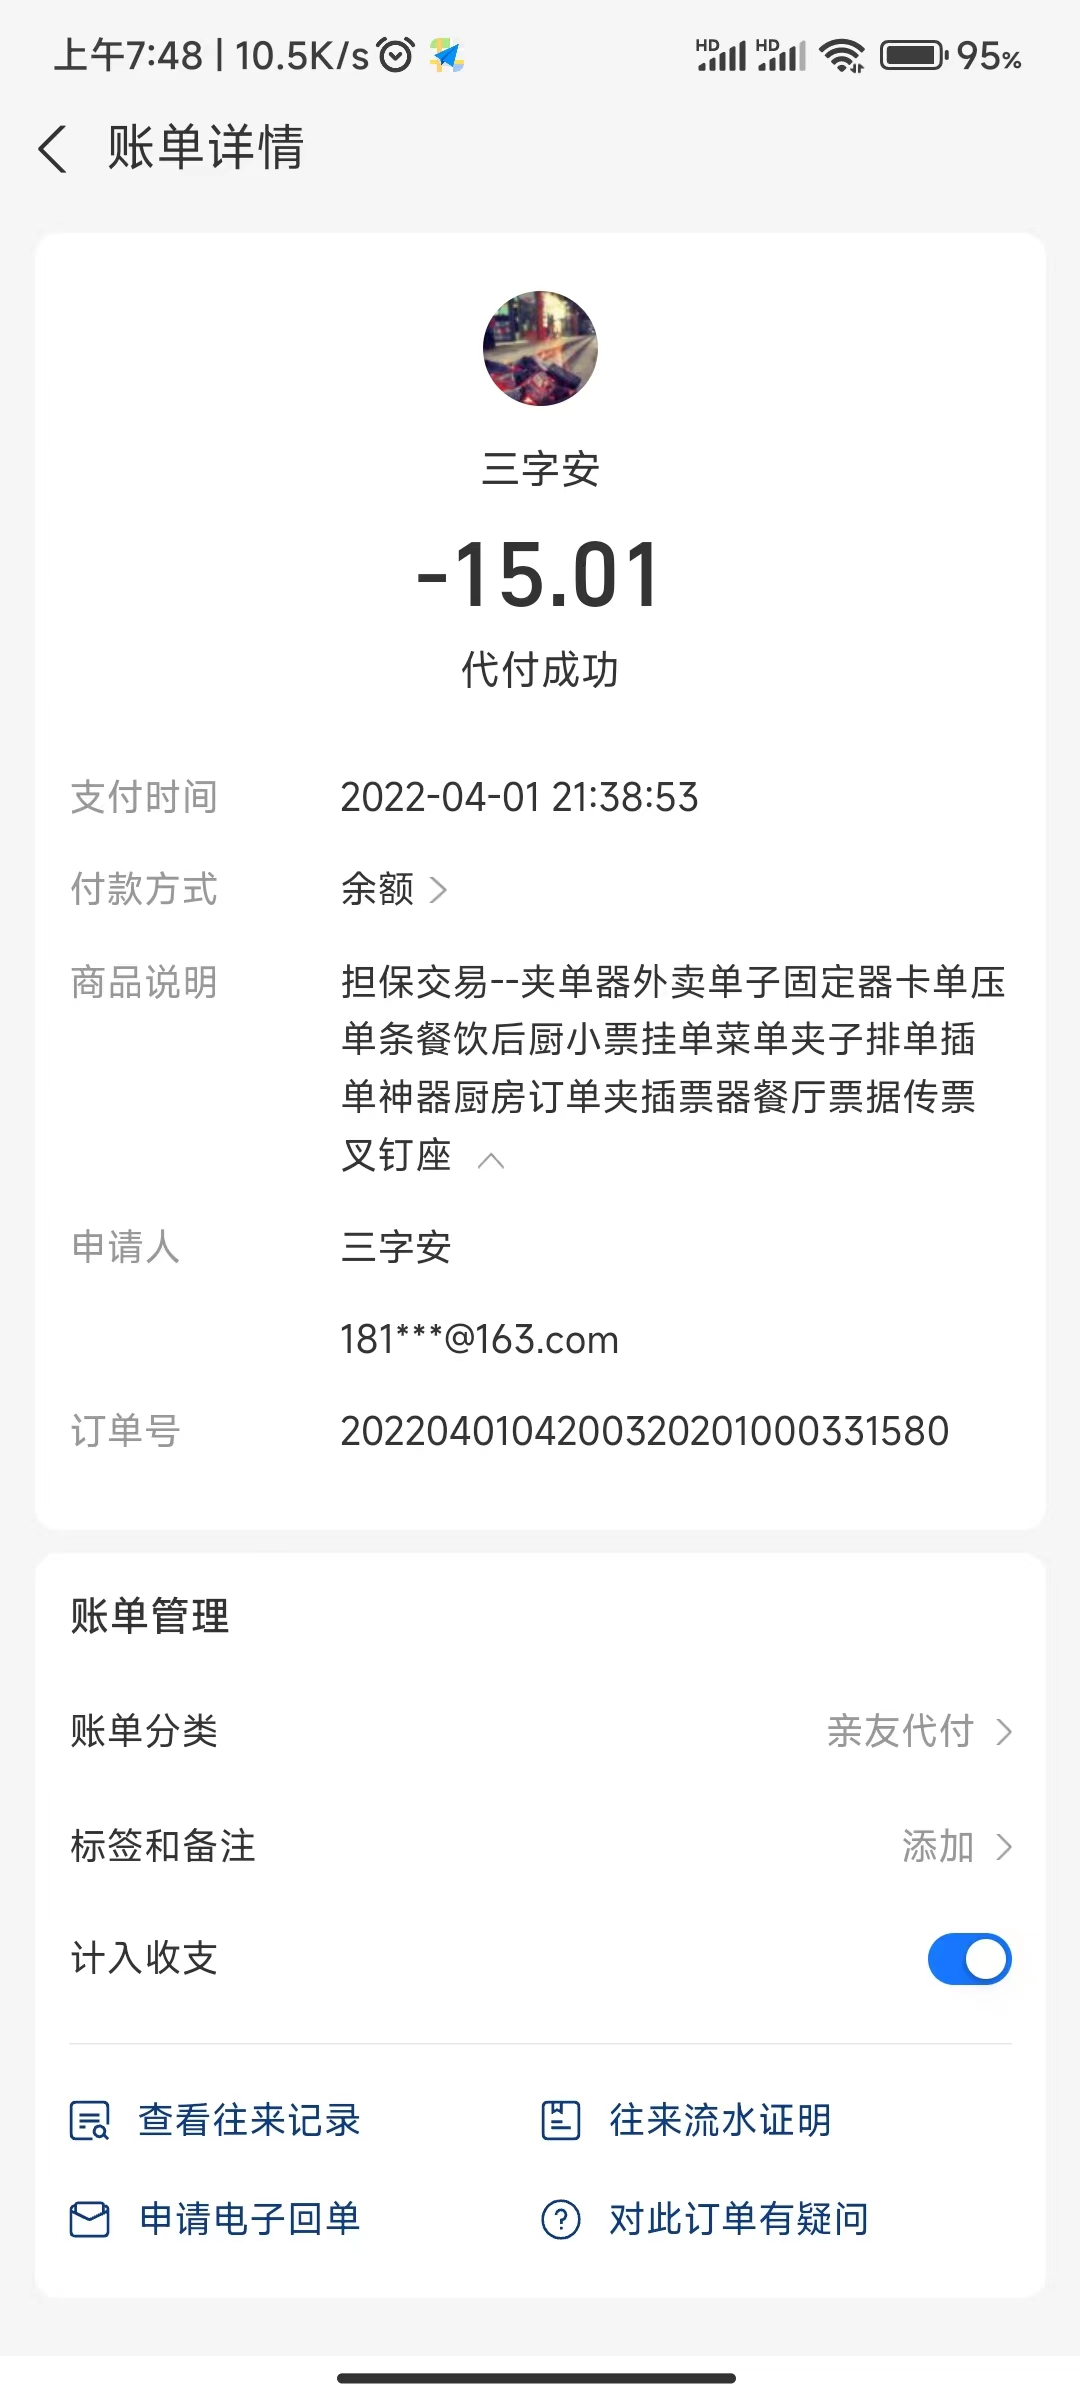 上午7:48 | 10.5K/s
HD HD 95%
账单详情
三字安
-15.01
代付成功
支付时间 2022-04-01 21:38:53
付款方式 余额
商品说明 担保交易--夹单器外卖单子固定器卡单压
单条餐饮后厨小票挂单菜单夹子排单插
单神器厨房订单夹插票器餐厅票据传票
叉钉座
申请人 三字安
181***@163.com
订单号 2022040104200320201000331580
账单管理
账单分类 亲友代付
标签和备注 添加
计入收支
查看往来记录 往来流水证明
申请电子回单 对此订单有疑问